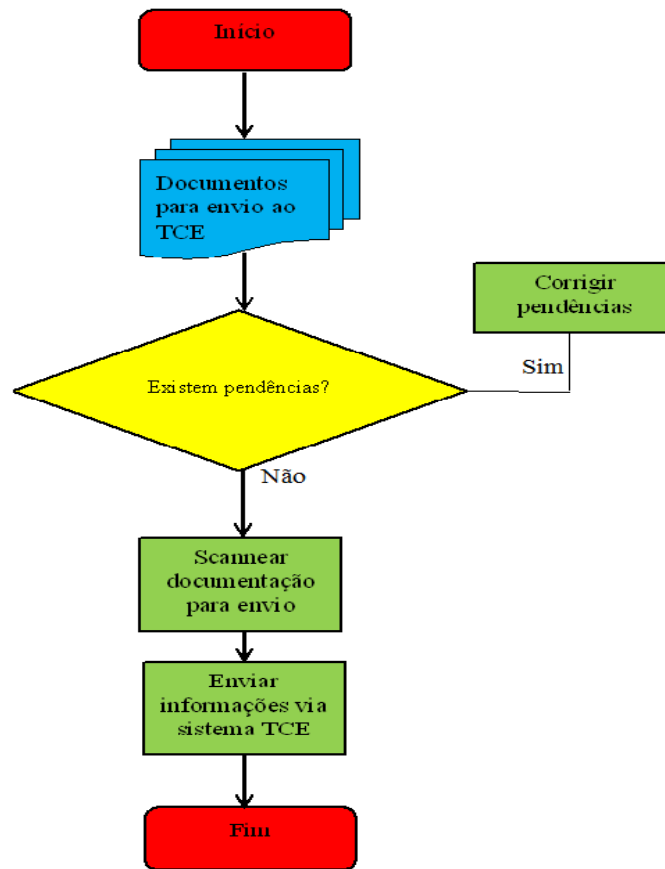 Início
Documentos
para envio ao
TCE
Corrigir
pendências
Sim
Existem pendências?
Não
Scannear
documentação
para envio
Enviar
informações via
sistema TCE
Fim